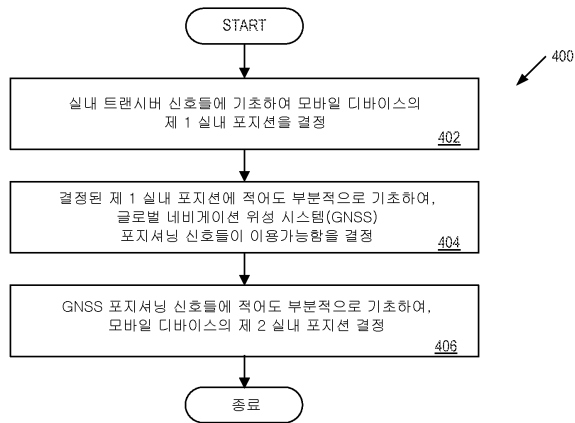 START
400
실내 트랜시버 신호들에 기초하여 모바일 디바이스의
제 1 실내 포지션을 결정
402
결정된 제 1 실내 포지션에 적어도 부분적으로 기초하여,
글로벌 네비게이션 위성 시스템(GNSS)
포지셔닝 신호들이 이용가능함을 결정
404
GNSS 포지셔닝 신호들에 적어도 부분적으로 기초하여,
모바일 디바이스의 제 2 실내 포지션 결정
406
종료